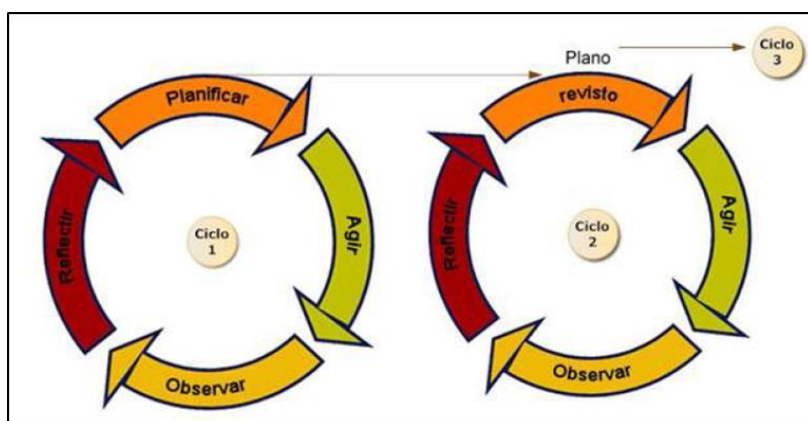 Planificar
Agir
Observar
Reflectir
Ciclo
1
Plano
revisto
Agir
Observar
Reflectir
Ciclo
2
Ciclo
3